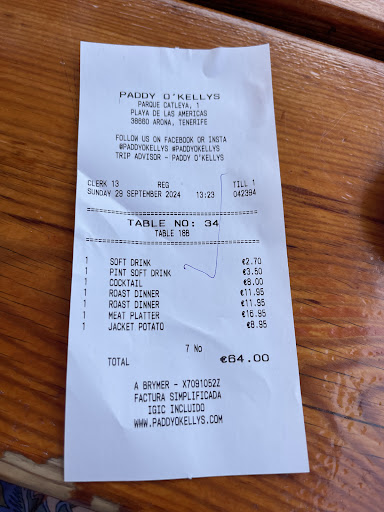 PADDY O'KELLYS
PARQUE CATLEYA, 1
PLAYA DE LAS AMERICAS
38660 ARONA, TENERIFE
FOLLOW US ON FACEBOOK OR INSTA
@PADDYOKELLYS #PADDYOKELLYS
TRIP ADVISOR - PADDY O'KELLYS
CLERK 13 REG TILL 1
SUNDAY 29 SEPTEMBER 2024 13:23 042394
TABLE NO: 34
TABLE 18B
1 SOFT DRINK €2.70
1 PINT SOFT DRINK €3.50
1 COCKTAIL €8.00
1 ROAST DINNER €11.95
1 ROAST DINNER €11.95
1 MEAT PLATTER €16.95
1 JACKET POTATO €8.95
7 No
TOTAL €64.00
A BRYMER - X7091052Z
FACTURA SIMPLIFICADA
IGIC INCLUIDO
WWW.PADDYOKELLYS.COM